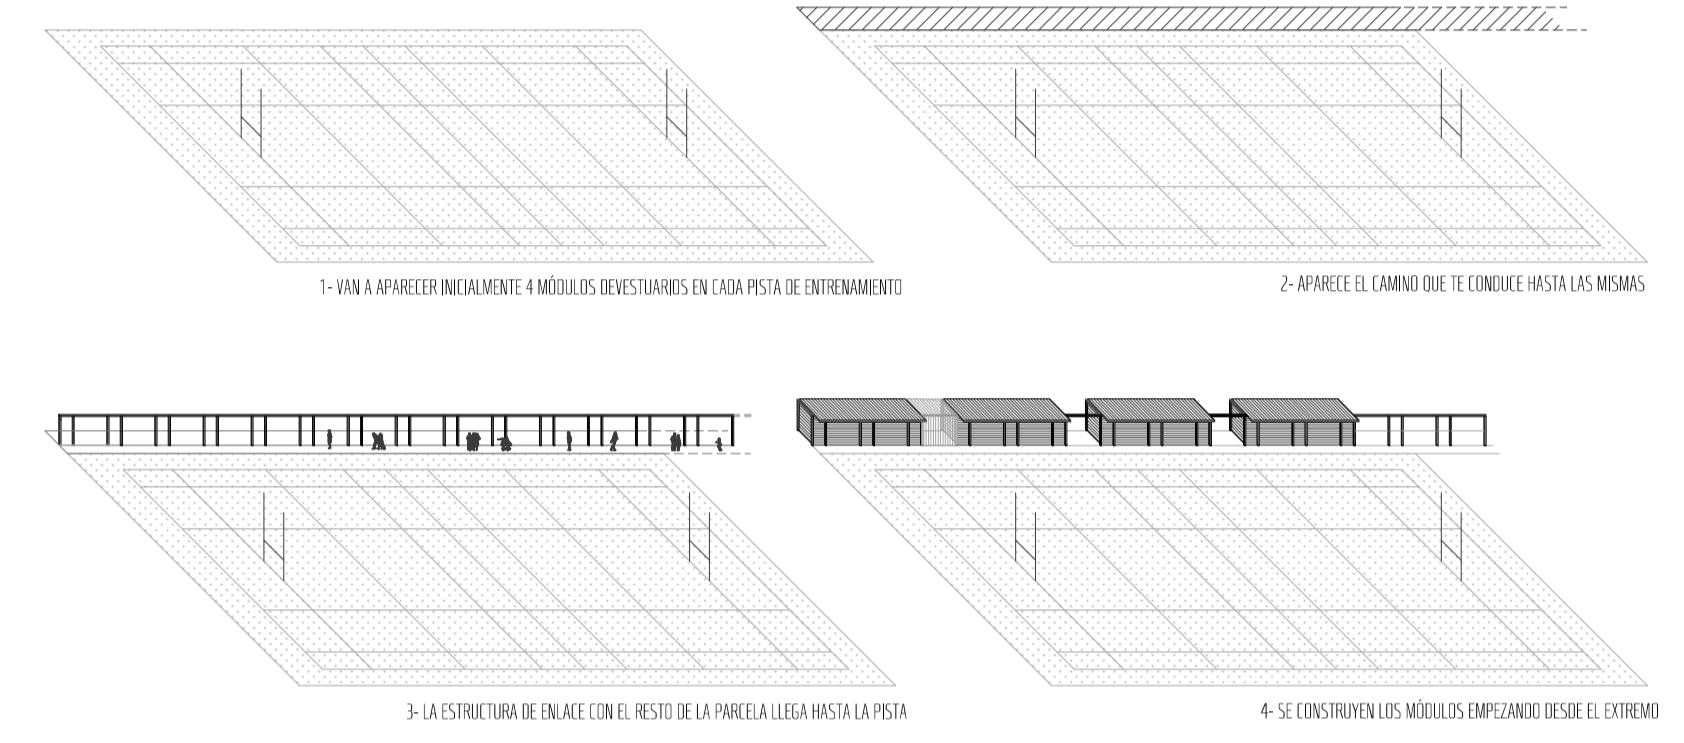 1- VAN A APARECER INICIALMENTE 4 MÓDULOS DEVESTUARIOS EN CADA PISTA DE ENTRENAMIENTO
2- APARECE EL CAMINO QUE TE CONDUCE HASTA LAS MISMAS
3- LA ESTRUCTURA DE ENLACE CON EL RESTO DE LA PARCELA LLEGA HASTA LA PISTA
4- SE CONSTRUYEN LOS MÓDULOS EMPEZANDO DESDE EL EXTREMO